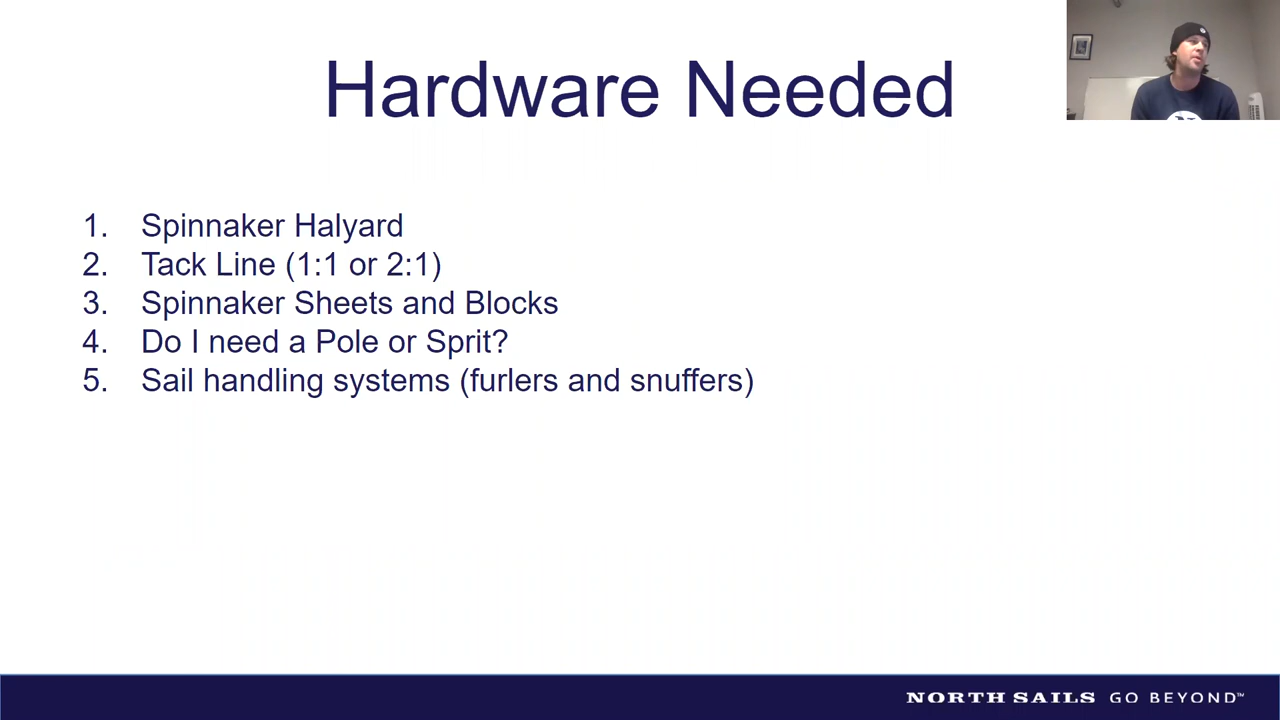 Hardware Needed
1. Spinnaker Halyard
2. Tack Line (1:1 or 2:1)
3. Spinnaker Sheets and Blocks
4. Do I need a Pole or Sprit?
5. Sail handling systems (furlers and snuffers)
NORTH SAILS GO BEYOND™